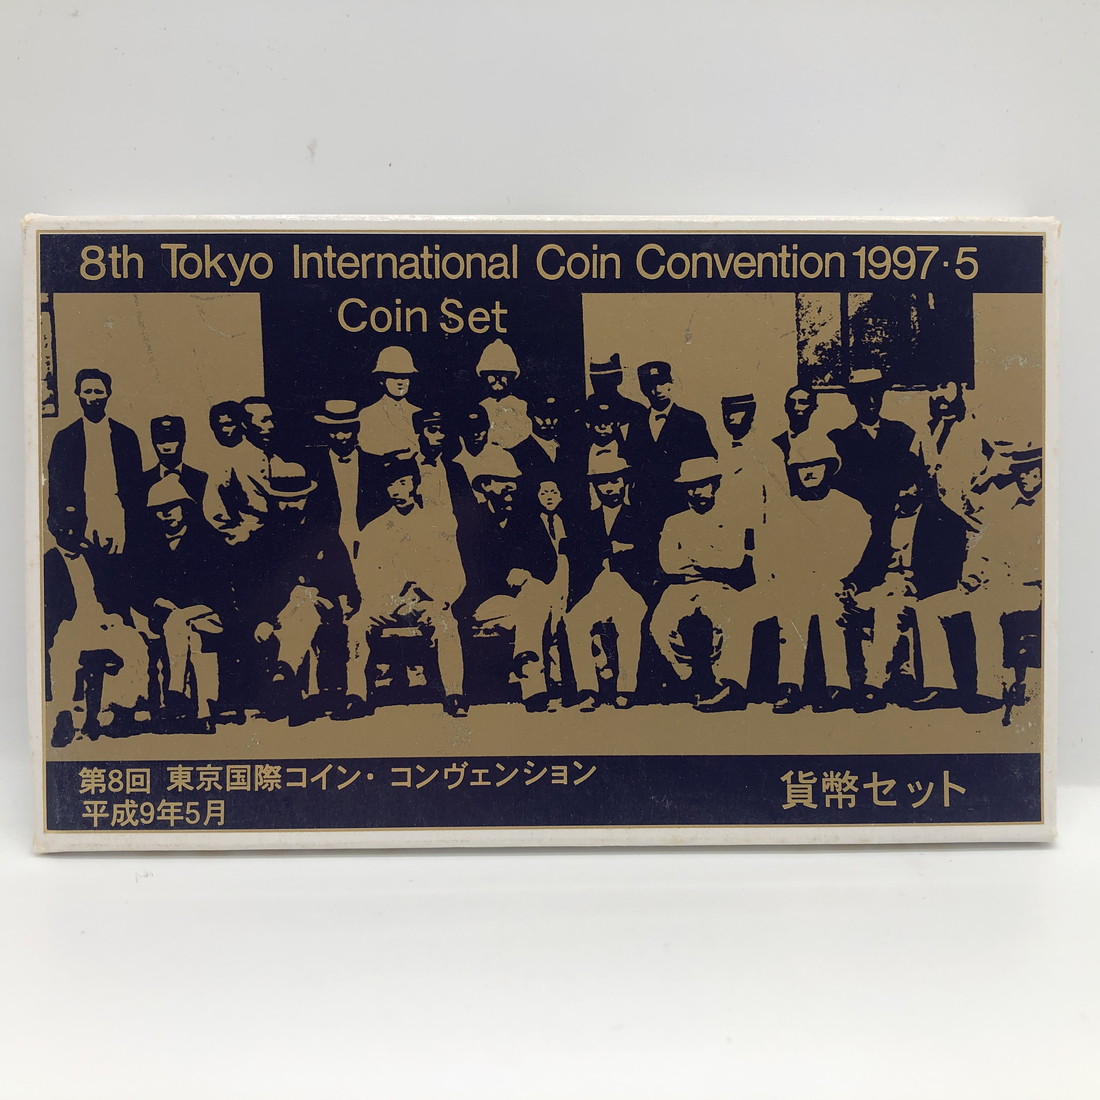 8th Tokyo International Coin Convention 1997·5
Coin Set
第8回 東京国際コイン・コンヴェンション
平成9年5月
貨幣セット